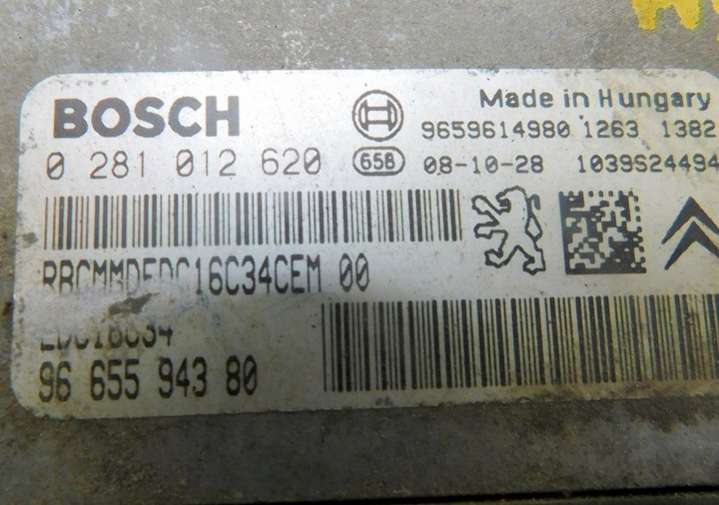 BOSCH
Made in Hungary
9659614980 1263 1382
0 281 012 620 658 08-10-28 1039S24494
RBCMMDEDC16C34CEM 00
EDC16C34
96 655 943 80